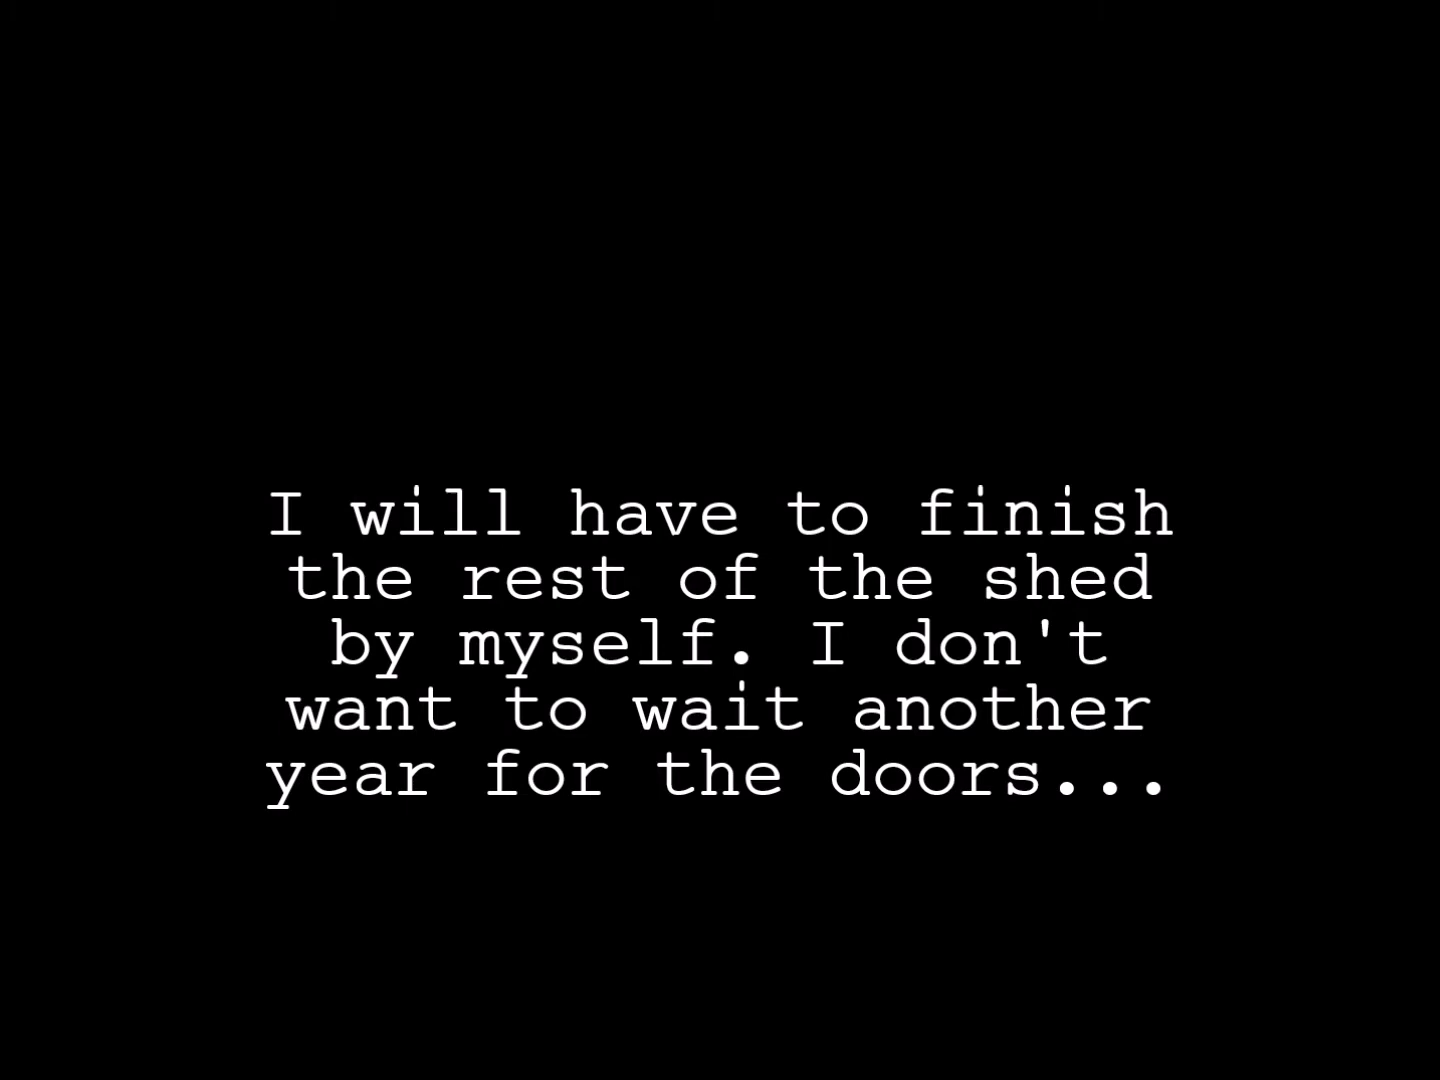 I will have to finish
the rest of the shed
by myself. I don't
want to wait another
year for the doors...